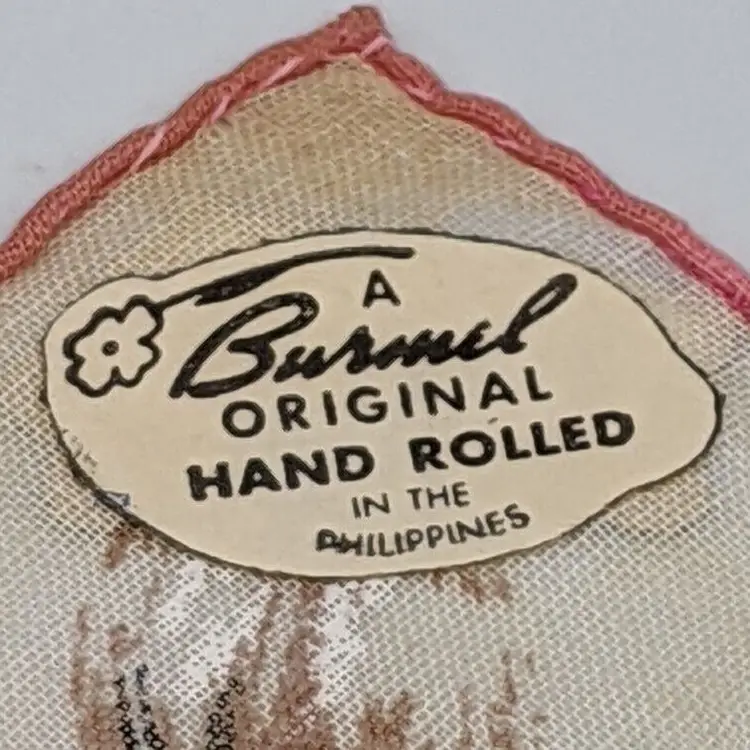 A
Burmel
ORIGINAL
HAND ROLLED
IN THE
PHILIPPINES